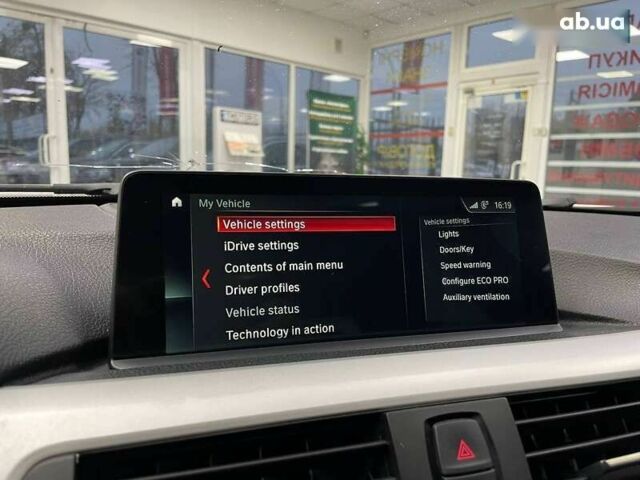 ab.ua
My Vehicle
16:19
Vehicle settings
iDrive settings
Contents of main menu
Driver profiles
Vehicle status
Technology in action
Vehicle settings
Lights
Doors/Key
Speed warning
Configure ECO PRO
Auxiliary ventilation